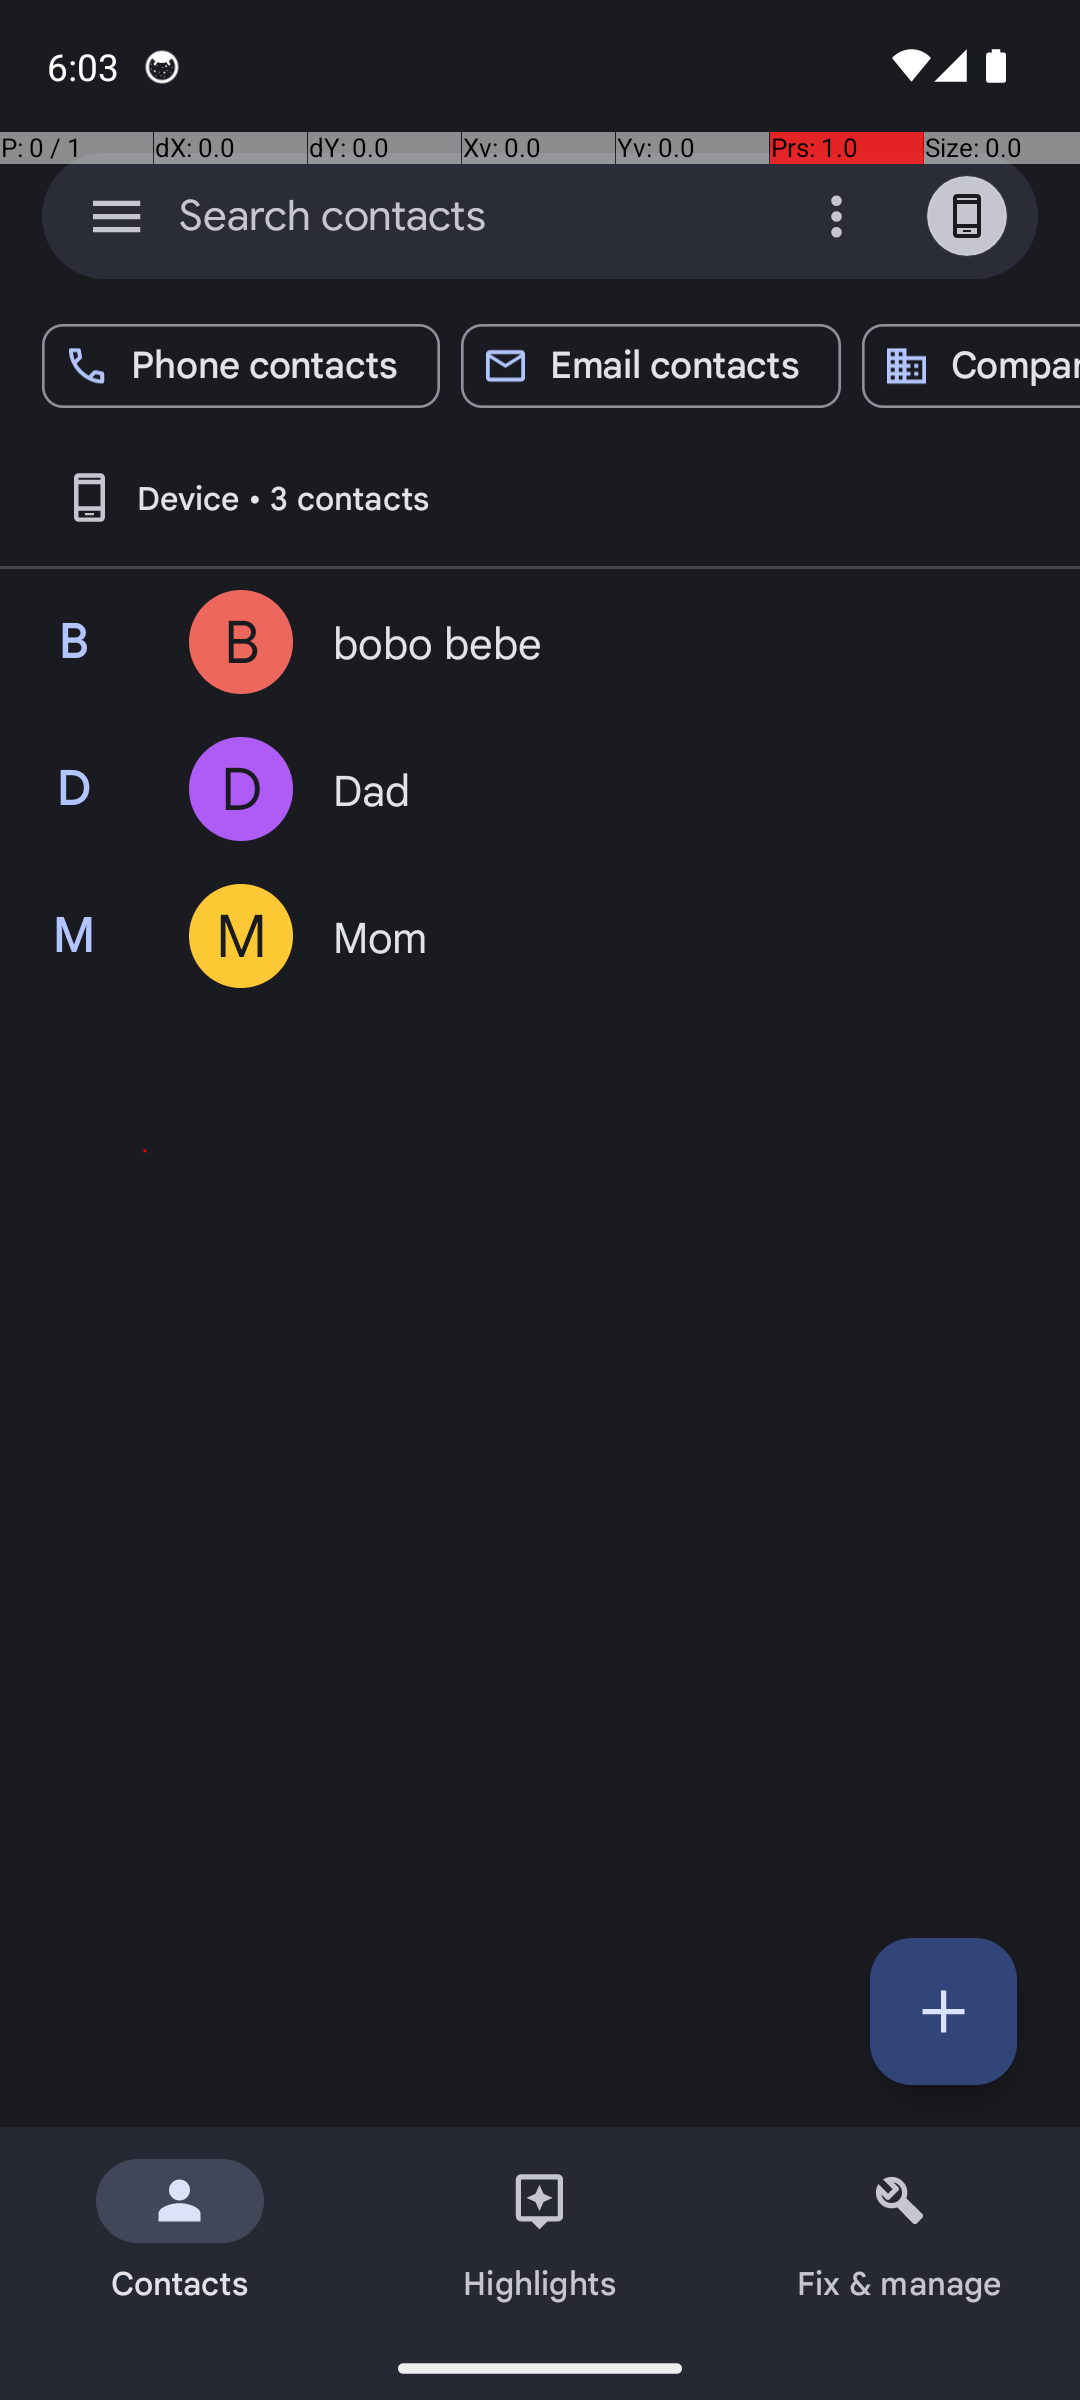 6:03
P: 0 / 1 dX: 0.0 dY: 0.0 Xv: 0.0 Yv: 0.0 Prs: 1.0 Size: 0.0
Search contacts
Phone contacts Email contacts Compan
Device • 3 contacts
B B bobo bebe
D D Dad
M M Mom
Contacts Highlights Fix & manage